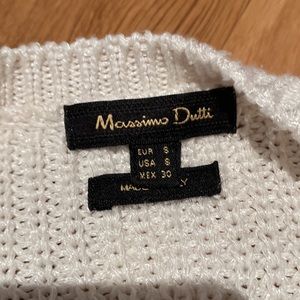 Massimo Dutti
EUR S
USA S
MEX 30
MADE